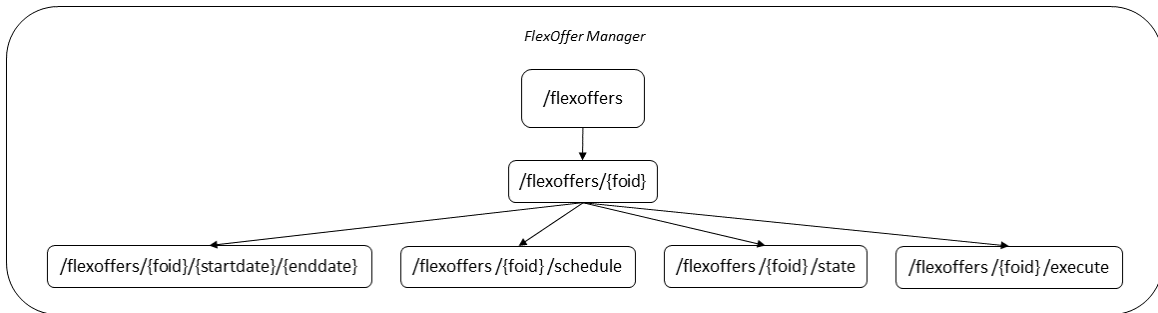 FlexOffer Manager
/flexoffers
/flexoffers/{foid}
/flexoffers/{foid}/{startdate}/{enddate}
/flexoffers /{foid} /schedule
/flexoffers /{foid} /state
/flexoffers /{foid} /execute